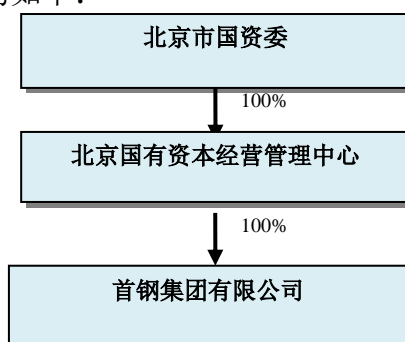 北京市国资委
100%
北京国有资本经营管理中心
100%
首钢集团有限公司